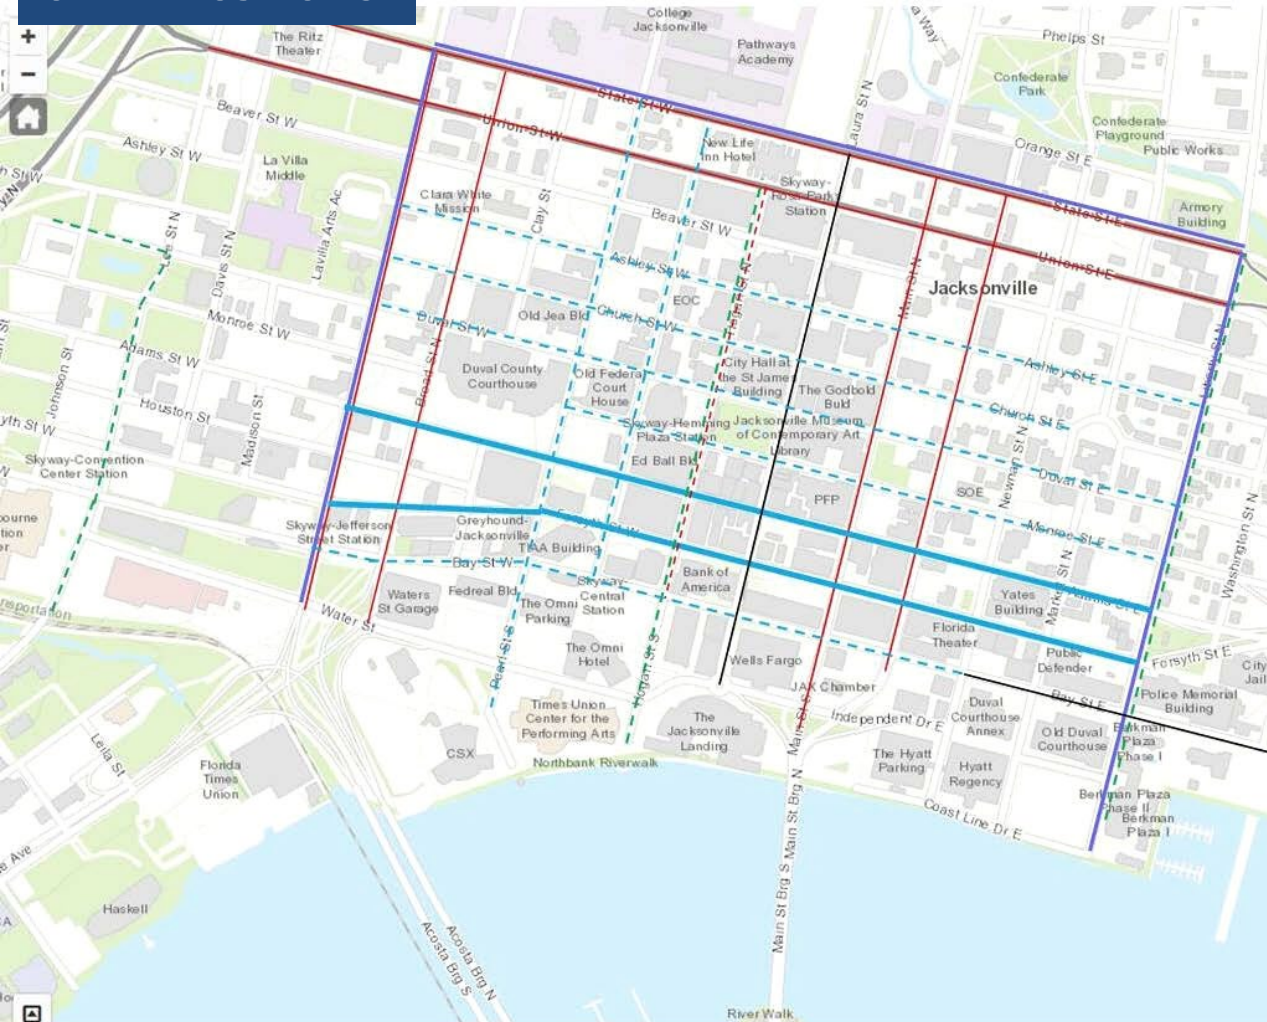 College
Jacksonville
The Ritz
Theater
Pathways
Academy
Phelps St
Confederate
Park
State St W
Laura St N
Beaver St W
Union St W
Confederate
Playground
Public Works
Orange St E
New Life
Inn Hotel
Ashley St W
La Villa
Middle
Skyway-
Rosa Parks
Station
Clara White
Mission
Clay St
Lavilla Arts Ac
Beaver St W
State St E
Armory
Building
Lee St N
Davis St N
Ashley St W
Union St E
Main St N
Jacksonville
EOC
Hogan St N
Old Jea Bld
Church St W
Duval St W
Monroe St W
Adams St W
Johnson St
Broad St N
Duval County
Courthouse
Old Federal
Court
House
City Hall at
the St James
Building
The Godbold
Buld
Ashley St E
Houston St
Madison St
Church St E
Skyway-Hemming
Plaza Station
Jacksonville Museum
of Contemporary Art
Library
Newnan St N
Skyway-Convention
Center Station
Ed Ball Bld
Duval St E
PFP
SOE
Skyway-Jefferson
Street Station
Greyhound-
Jacksonville
Forsyth St W
Monroe St E
Washington St N
TIAA Building
Bay St W
Waters
St Garage
Fedreal Bld
Skyway-
Central
Station
Bank of
America
Yates
Building
Market St N
Adams St E
Water St
The Omni
Parking
Florida
Theater
Pearl St S
The Omni
Hotel
Hogan St S
Wells Fargo
Public
Defender
Forsyth St E
City
Jail
JAX Chamber
Bay St E
Police Memorial
Building
Times Union
Center for the
Performing Arts
The
Jacksonville
Landing
Main St
Independent Dr E
Duval
Courthouse
Annex
Old Duval
Courthouse
Berkman
Plaza
Phase I
CSX
Leila St
Florida
Times
Union
Northbank Riverwalk
The Hyatt
Parking
Hyatt
Regency
Berkman Plaza
Phase II
Berkman
Plaza I
Coast Line Dr E
Main St Brg N
Main St Brg S
Haskell
Acosta Brg N
Acosta Brg S
River Walk